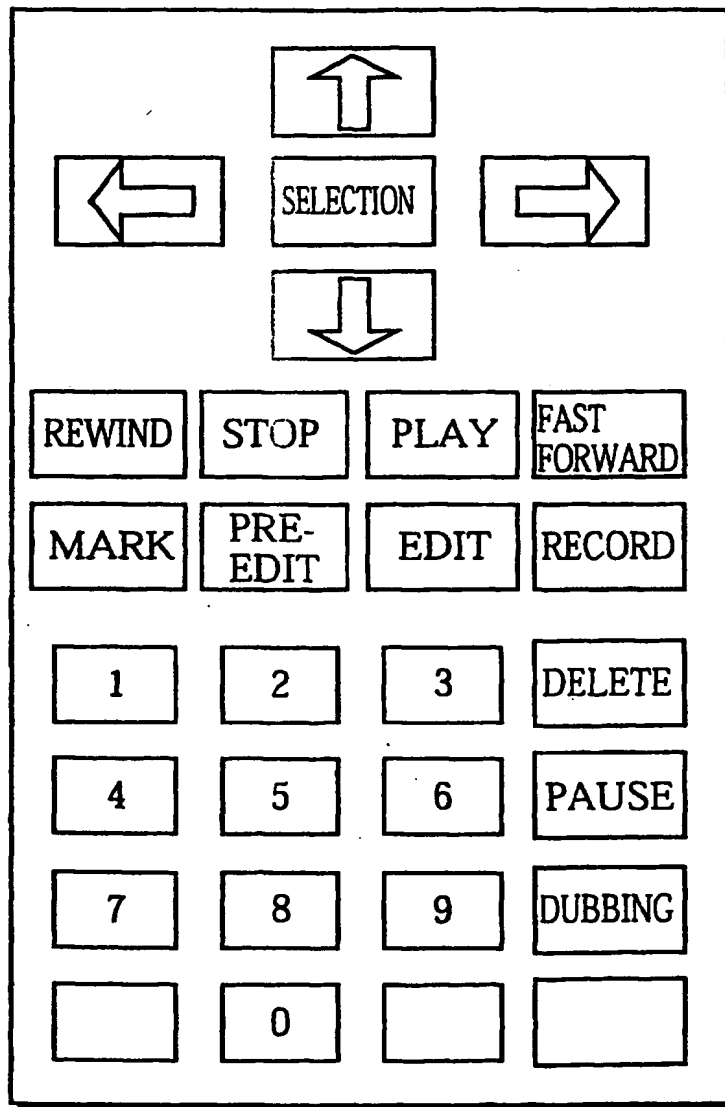 SELECTION
REWIND STOP PLAY FAST
FORWARD
MARK PRE-
EDIT EDIT RECORD
1 2 3 DELETE
4 5 6 PAUSE
7 8 9 DUBBING
0